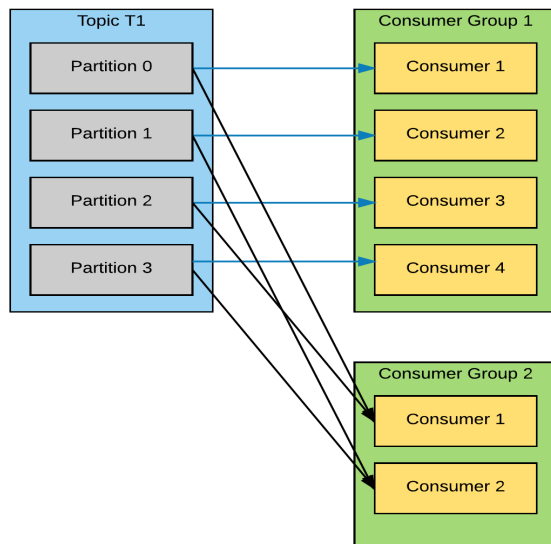 Topic T1
Partition 0
Partition 1
Partition 2
Partition 3
Consumer Group 1
Consumer 1
Consumer 2
Consumer 3
Consumer 4
Consumer Group 2
Consumer 1
Consumer 2